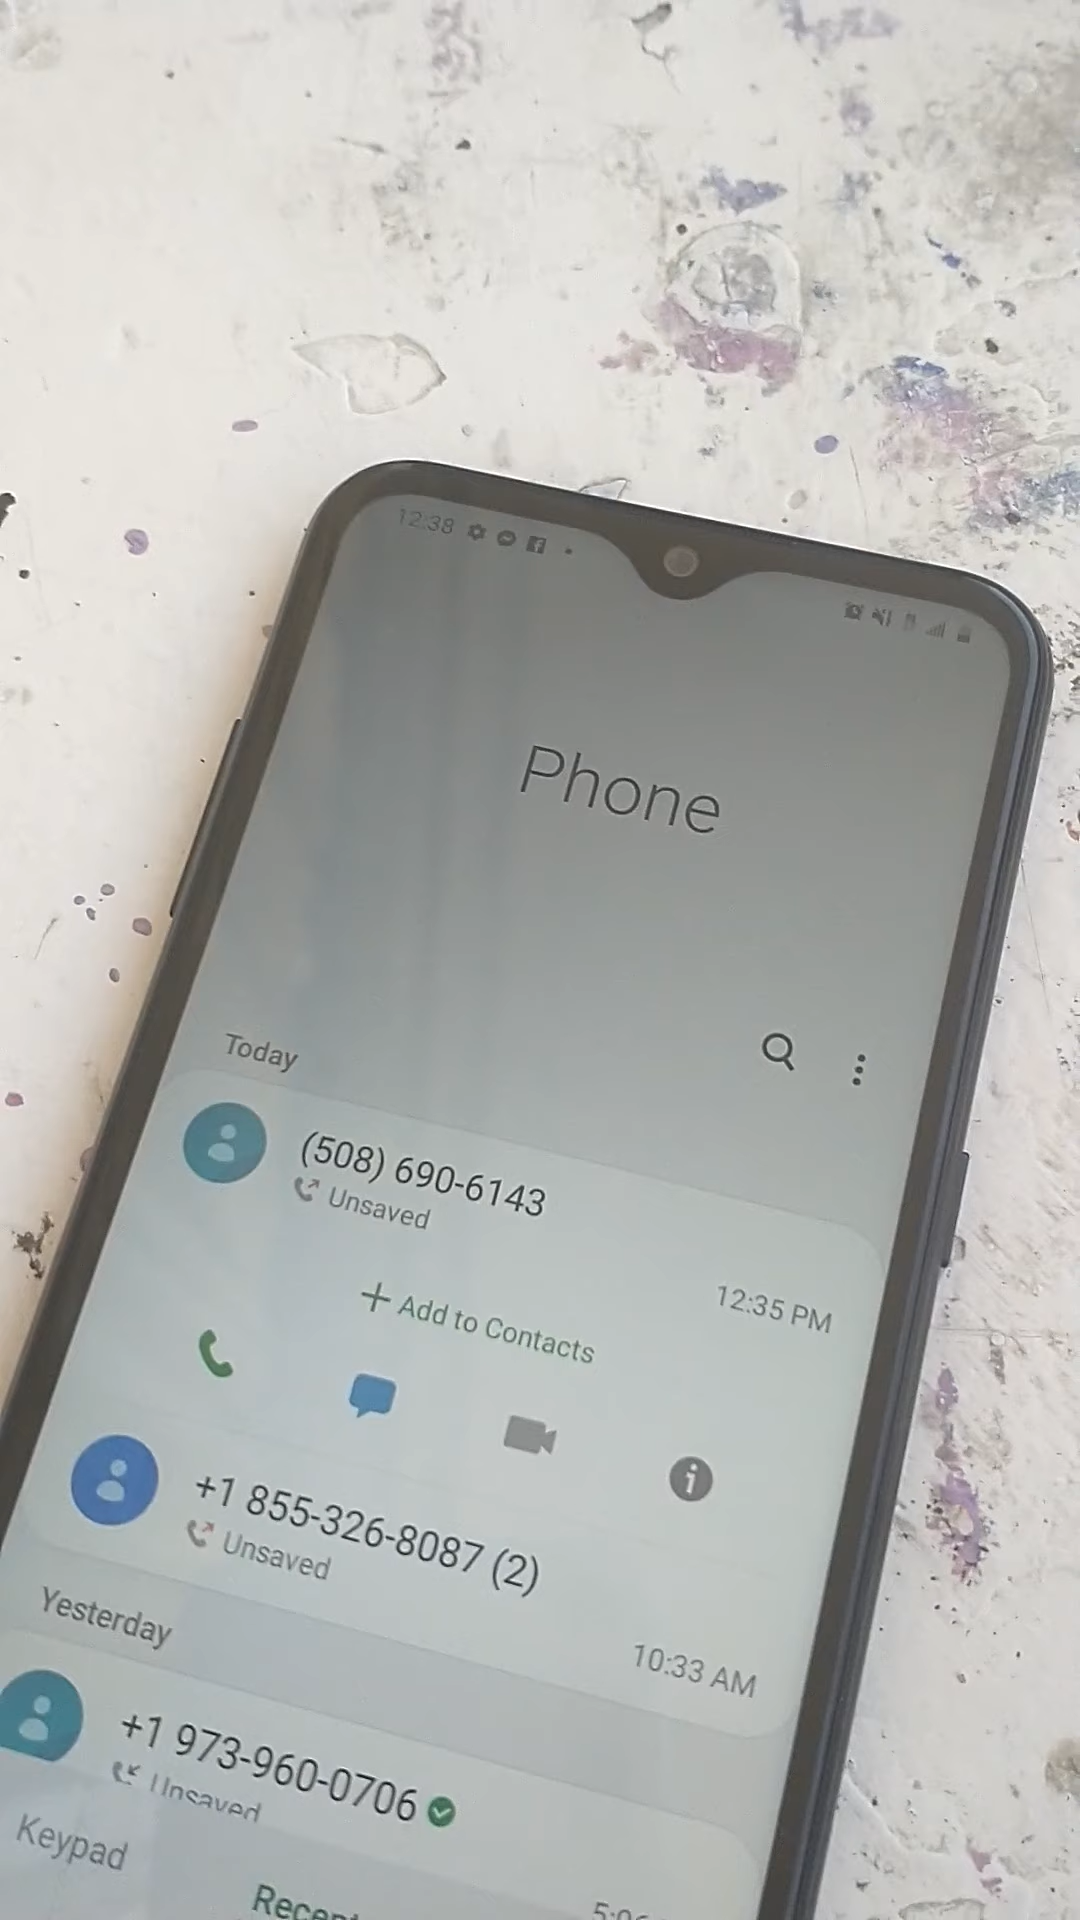 12:38
Phone
Today
(508) 690-6143
Unsaved
12:35 PM
+ Add to Contacts
+1 855-326-8087 (2)
Unsaved
10:33 AM
Yesterday
+1 973-960-0706
Unsaved
Keypad